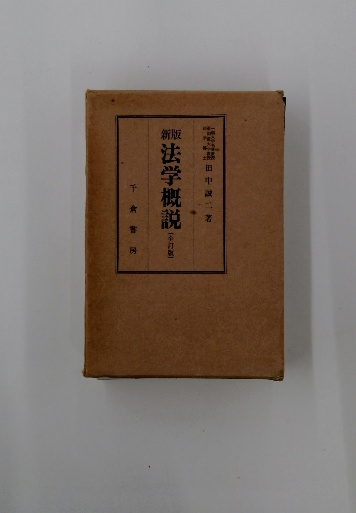 田中誠二著
新版
法学概説
[全訂版]
千倉書房